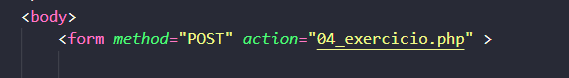 <body>
<form method="POST" action="04_exercicio.php" >